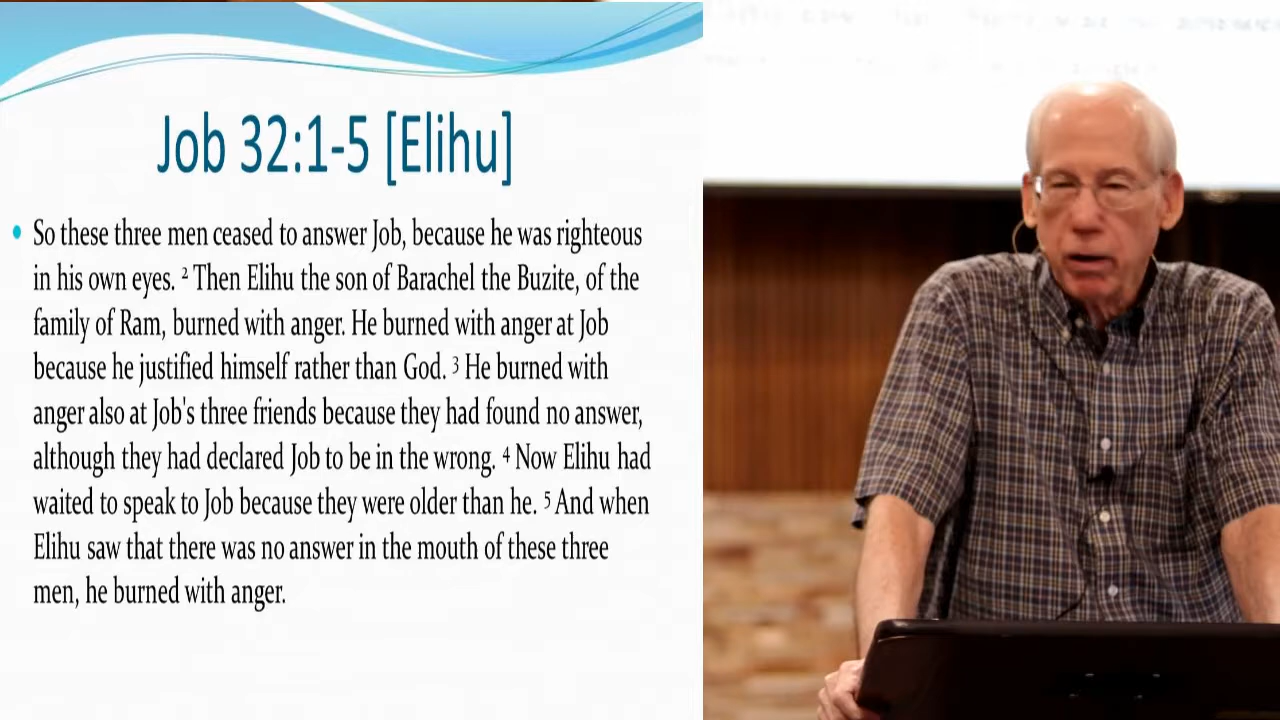 Job 32:1-5 [Elihu]
• So these three men ceased to answer Job, because he was righteous
in his own eyes. ² Then Elihu the son of Barachel the Buzite, of the
family of Ram, burned with anger. He burned with anger at Job
because he justified himself rather than God. ³ He burned with
anger also at Job's three friends because they had found no answer,
although they had declared Job to be in the wrong. ⁴ Now Elihu had
waited to speak to Job because they were older than he. ⁵ And when
Elihu saw that there was no answer in the mouth of these three
men, he burned with anger.